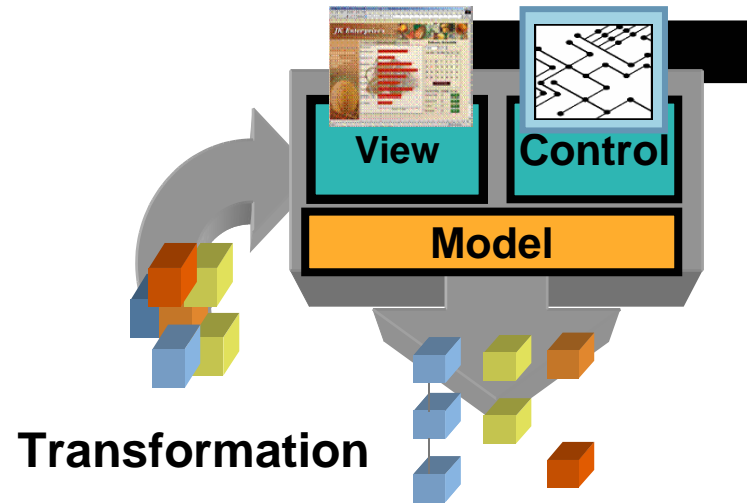 JK Enterprises
View
Control
Model
Transformation